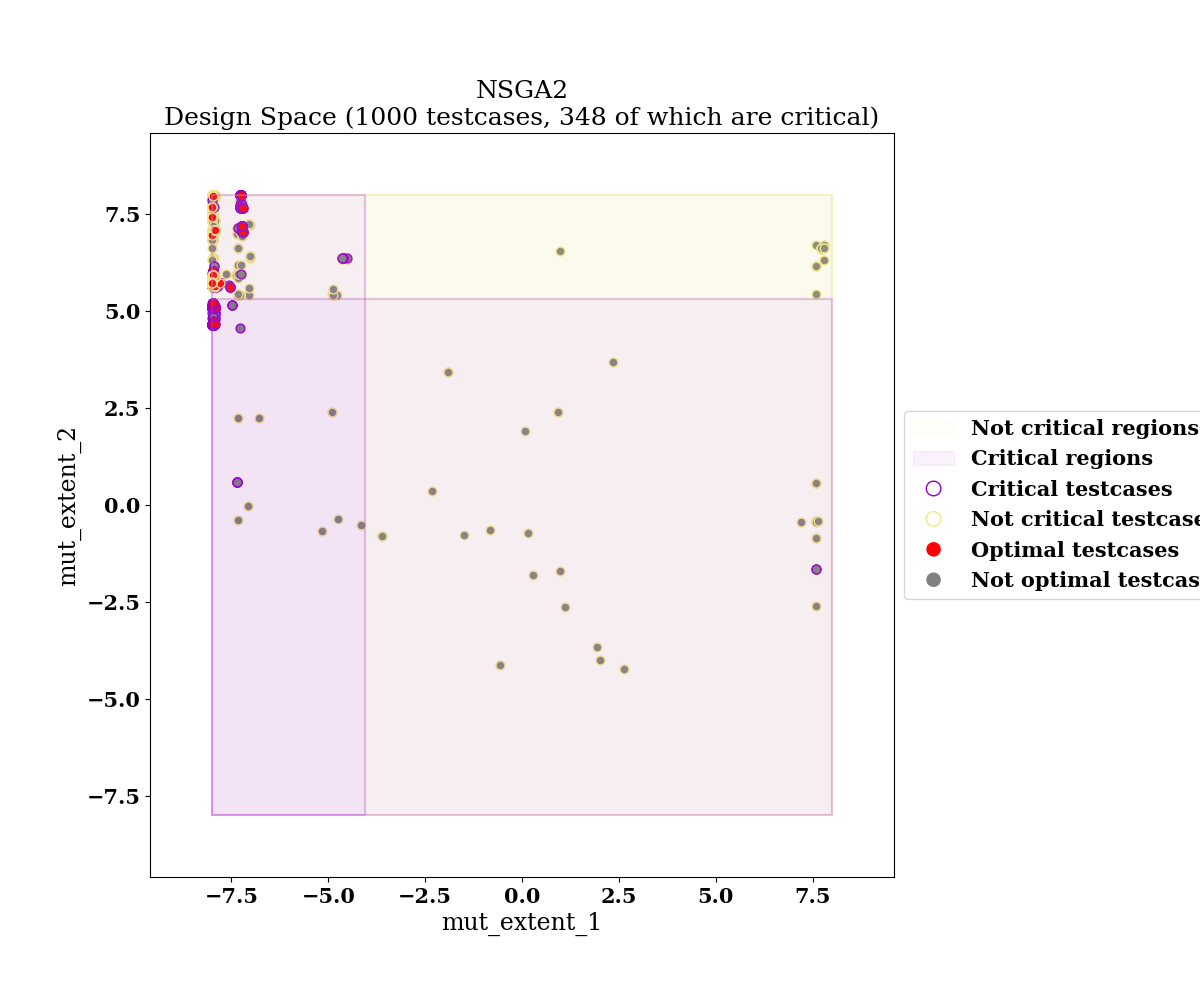 NSGA2
Design Space (1000 testcases, 348 of which are critical)
7.5
5.0
2.5
0.0
−2.5
−5.0
−7.5
mut_extent_2
−7.5
−5.0
−2.5
0.0
2.5
5.0
7.5
mut_extent_1
Not critical regions
Critical regions
Critical testcases
Not critical testcase
Optimal testcases
Not optimal testcas